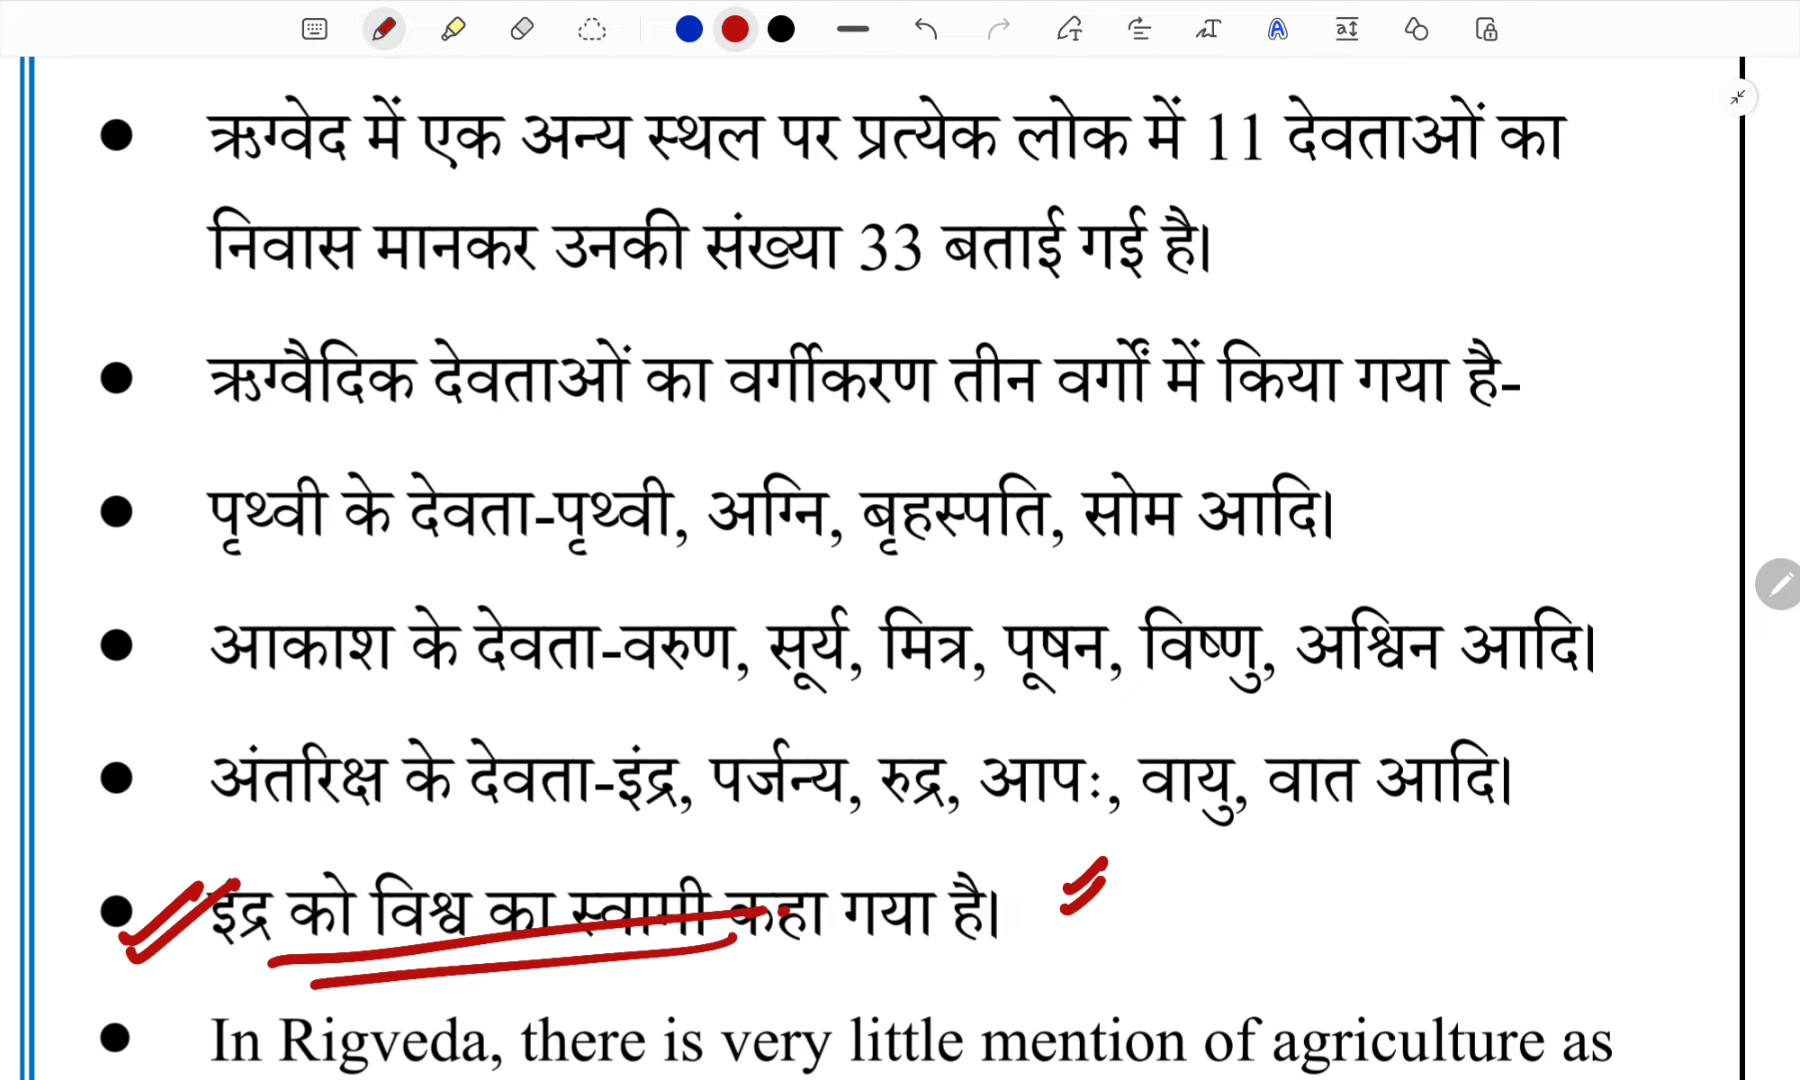 ऋग्वेद में एक अन्य स्थल पर प्रत्येक लोक में 11 देवताओं का
निवास मानकर उनकी संख्या 33 बताई गई है।
ऋग्वैदिक देवताओं का वर्गीकरण तीन वर्गों में किया गया है-
पृथ्वी के देवता-पृथ्वी, अग्नि, बृहस्पति, सोम आदि।
आकाश के देवता-वरुण, सूर्य, मित्र, पूषन, विष्णु, अश्विन आदि।
अंतरिक्ष के देवता-इंद्र, पर्जन्य, रुद्र, आपः, वायु, वात आदि।
इंद्र को विश्व का स्वामी कहा गया है।
In Rigveda, there is very little mention of agriculture as